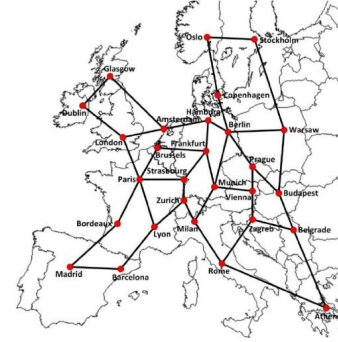 Oslo
Stockholm
Glasgow
Copenhagen
Dublin
Hamburg
Amsterdam
Berlin
Warsaw
London
Frankfurt
Brussels
Prague
Strasbourg
Paris
Munich
Vienna
Budapest
Zurich
Bordeaux
Lyon
Milan
Zagreb
Belgrade
Rome
Madrid
Barcelona
Athen